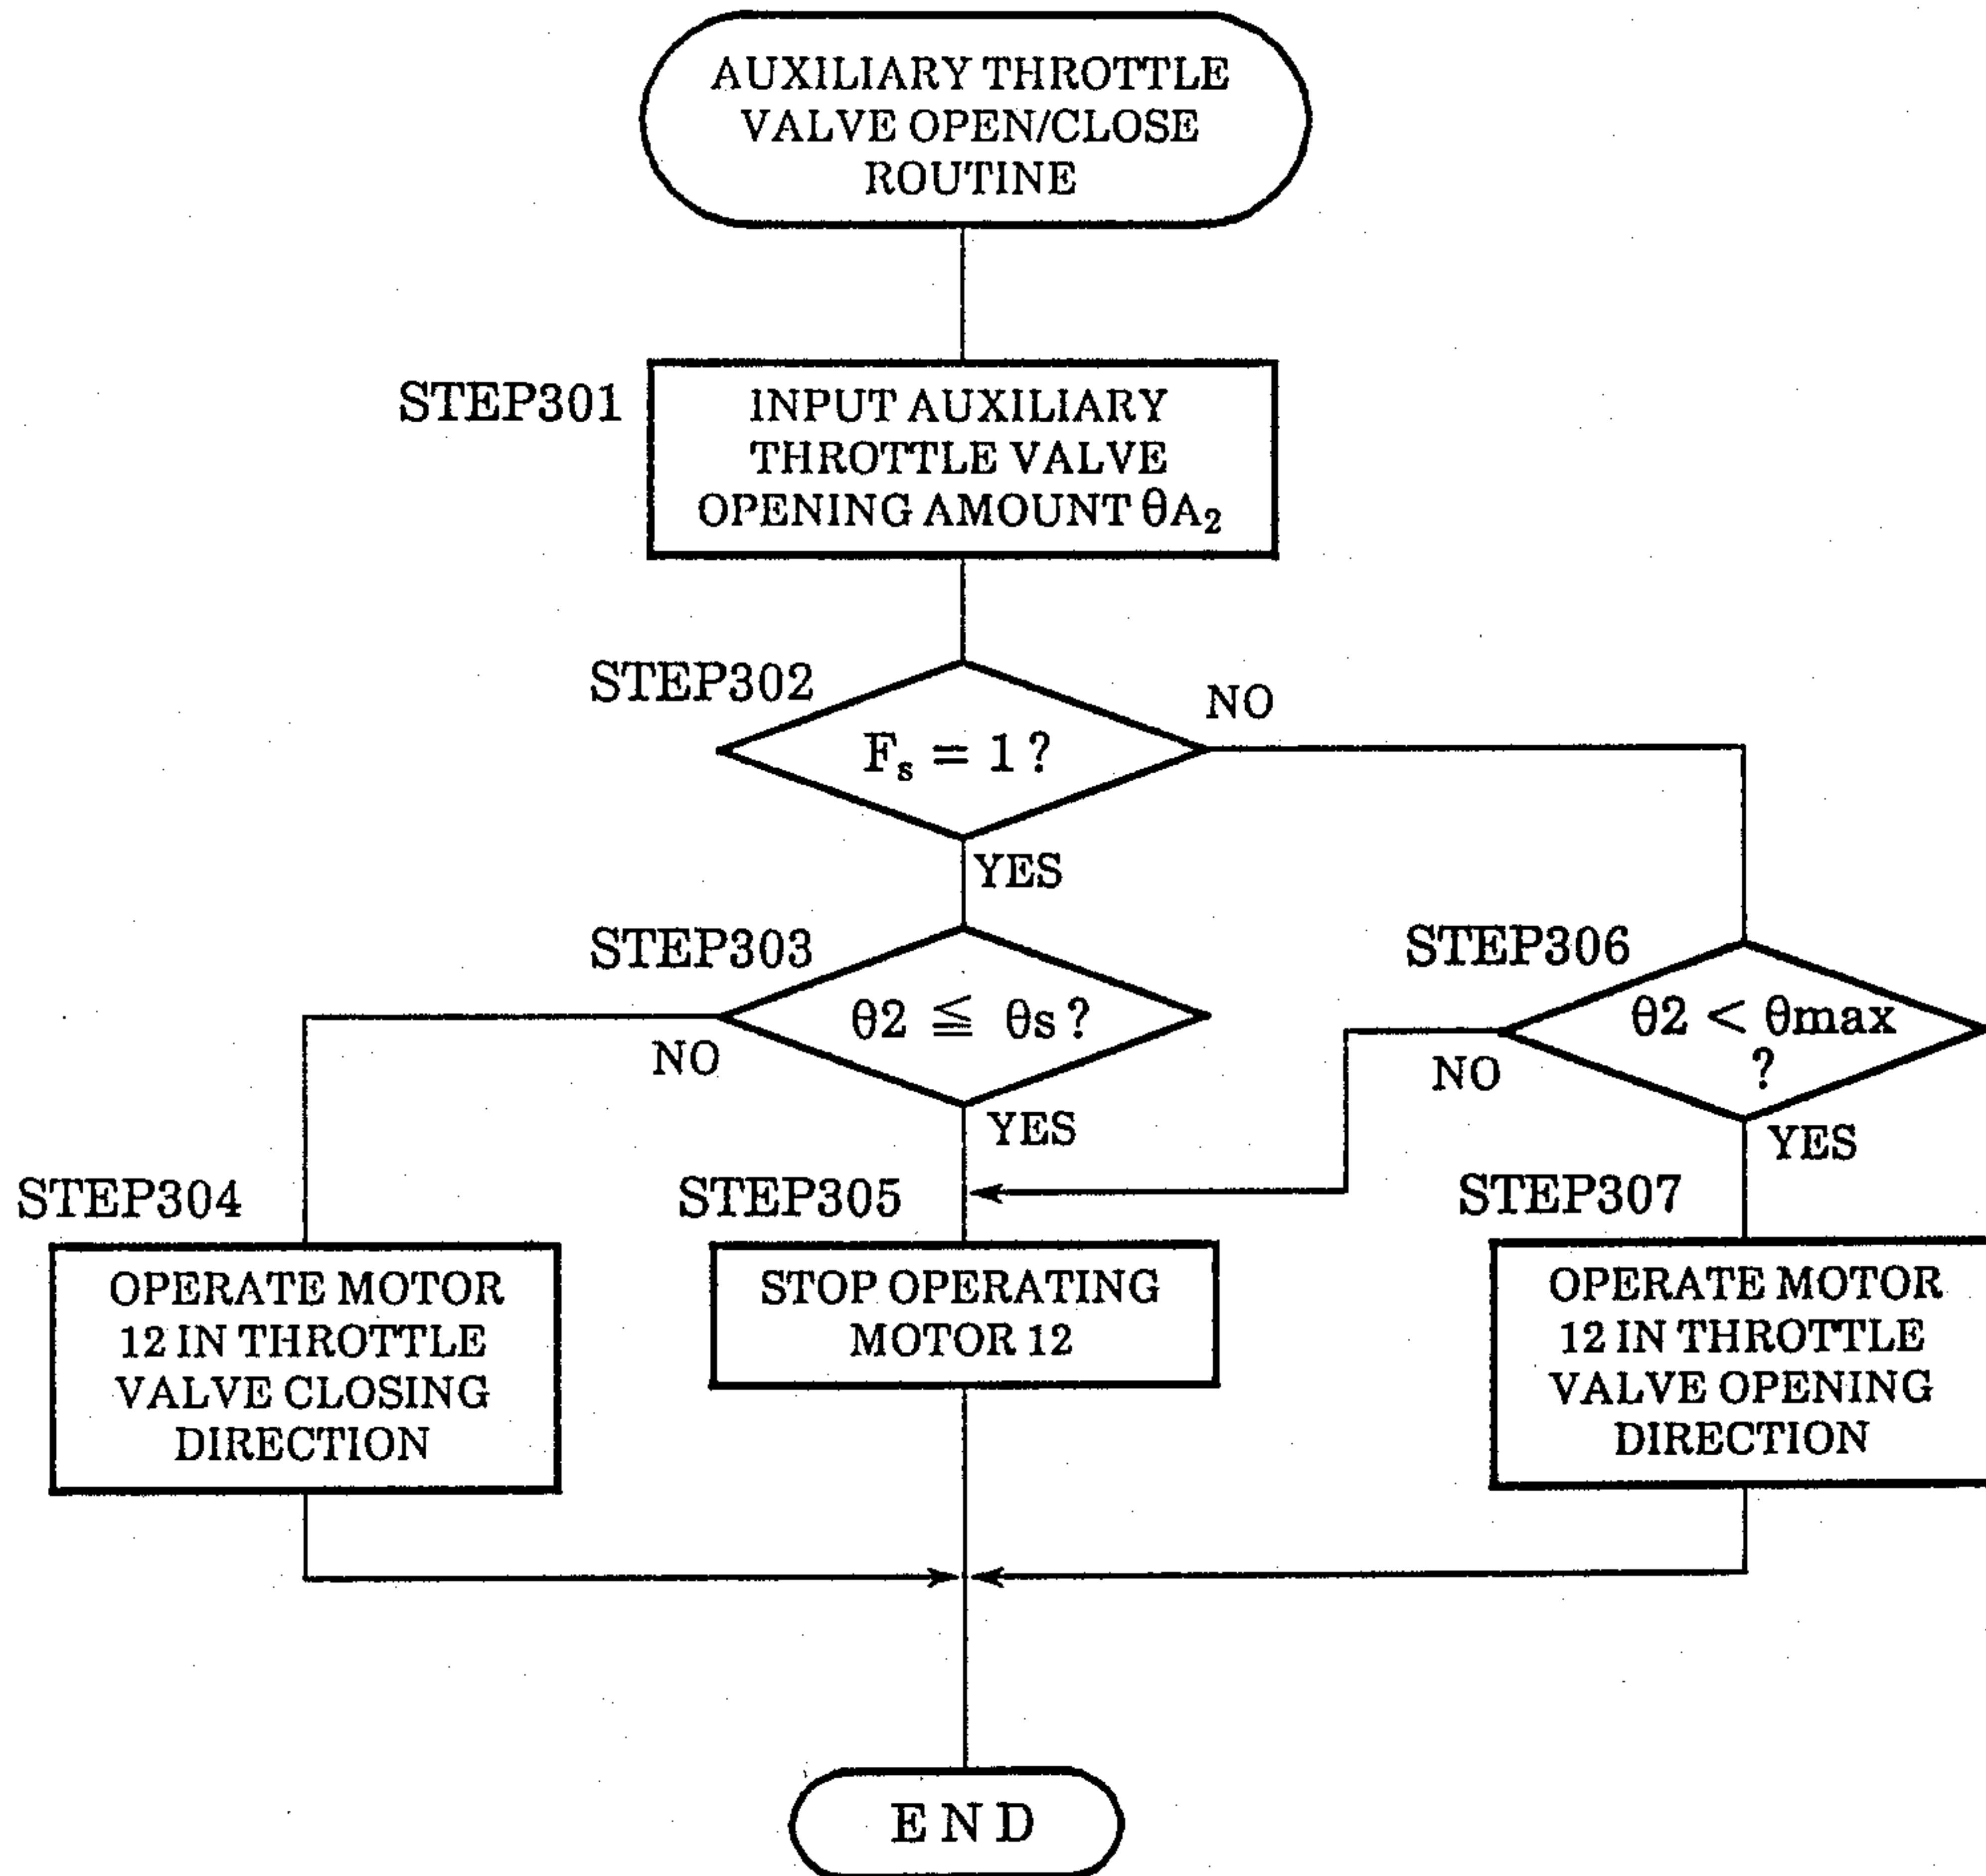 AUXILIARY THROTTLE
VALVE OPEN/CLOSE
ROUTINE
STEP301
INPUT AUXILIARY
THROTTLE VALVE
OPENING AMOUNT θA₂
STEP302
Fₛ = 1 ?
NO
YES
STEP303
θ2 ≦ θs ?
NO
YES
STEP306
θ2 < θmax
?
NO
YES
STEP304
OPERATE MOTOR
12 IN THROTTLE
VALVE CLOSING
DIRECTION
STEP305
STOP OPERATING
MOTOR 12
STEP307
OPERATE MOTOR
12 IN THROTTLE
VALVE OPENING
DIRECTION
END